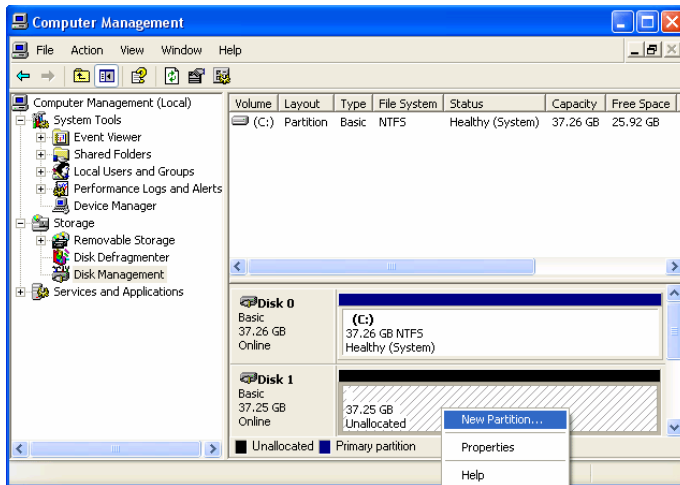 Computer Management
File Action View Window Help
Computer Management (Local)
System Tools
Event Viewer
Shared Folders
Local Users and Groups
Performance Logs and Alerts
Device Manager
Storage
Removable Storage
Disk Defragmenter
Disk Management
Services and Applications
Volume Layout Type File System Status Capacity Free Space
(C:) Partition Basic NTFS Healthy (System) 37.26 GB 25.92 GB
Disk 0
Basic
37.26 GB
Online
(C:)
37.26 GB NTFS
Healthy (System)
Disk 1
Basic
37.25 GB
Online
37.25 GB
Unallocated
New Partition...
Properties
Help
Unallocated Primary partition